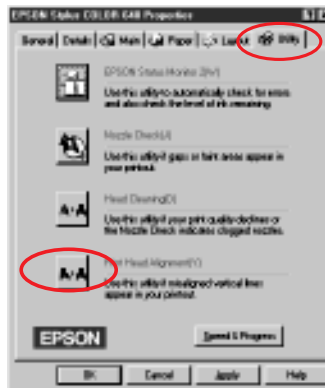 EPSON Stylus COLOR 640 Properties
General Details Main Paper Layout Utility
EPSON Status Monitor 2(W)
Use this utility to automatically check for errors
and also check the level of ink remaining.
Nozzle Check(J)
Use this utility if gaps or faint areas appear in
your printout.
Head Cleaning(D)
Use this utility if your print quality declines or
the Nozzle Check indicates clogged nozzles.
Print Head Alignment(Y)
Use this utility if misaligned vertical lines
appear in your printout.
EPSON
Speed & Progress
OK Cancel Apply Help